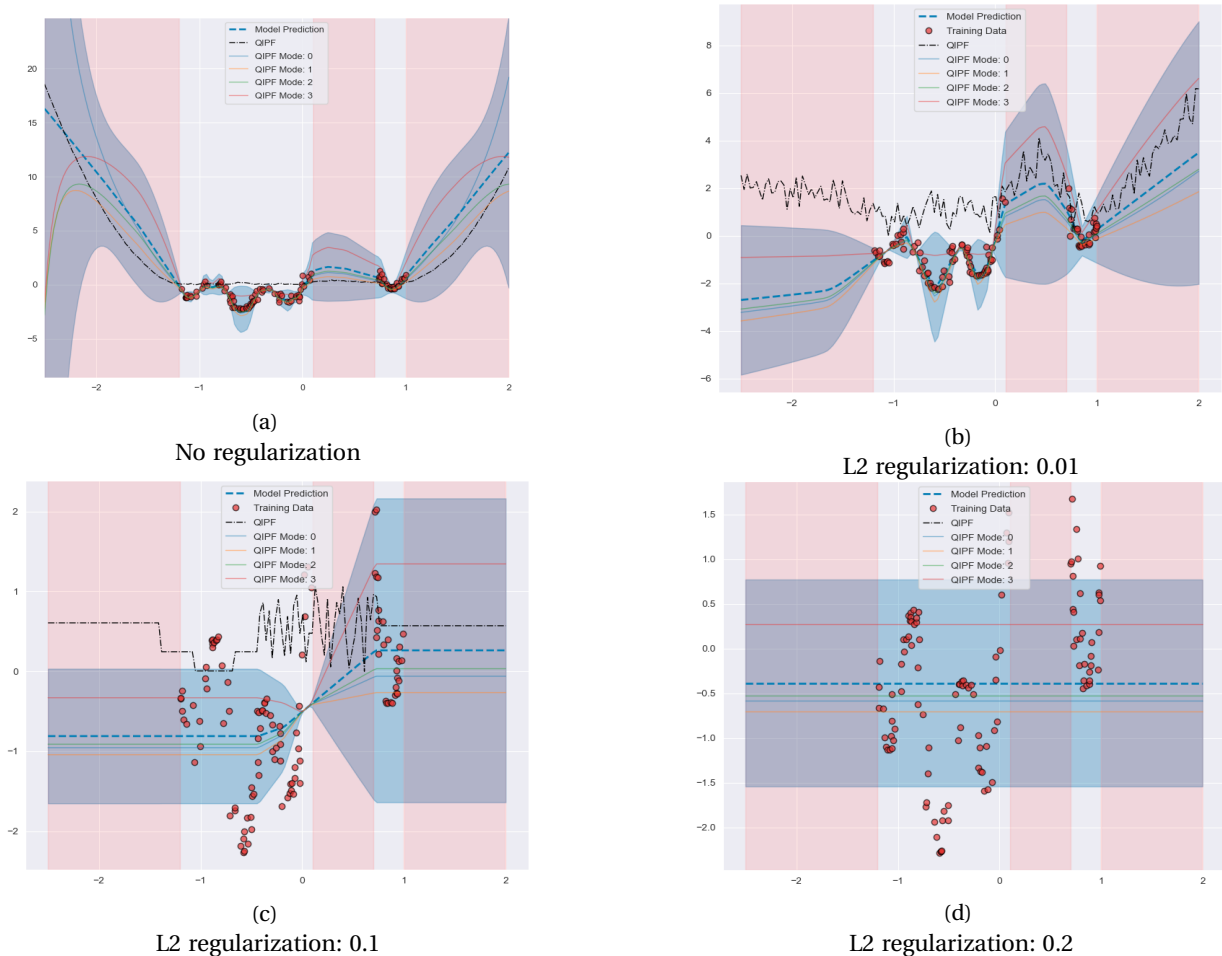 20
15
10
5
0
−5
−2
−1
0
1
2
Model Prediction
QIPF
QIPF Mode: 0
QIPF Mode: 1
QIPF Mode: 2
QIPF Mode: 3
(a)
No regularization
8
6
4
2
0
−2
−4
−6
−2
−1
0
1
2
Model Prediction
Training Data
QIPF
QIPF Mode: 0
QIPF Mode: 1
QIPF Mode: 2
QIPF Mode: 3
(b)
L2 regularization: 0.01
2
1
0
−1
−2
−2
−1
0
1
2
Model Prediction
Training Data
QIPF
QIPF Mode: 0
QIPF Mode: 1
QIPF Mode: 2
QIPF Mode: 3
(c)
L2 regularization: 0.1
1.5
1.0
0.5
0.0
−0.5
−1.0
−1.5
−2.0
−2
−1
0
1
2
Model Prediction
Training Data
QIPF
QIPF Mode: 0
QIPF Mode: 1
QIPF Mode: 2
QIPF Mode: 3
(d)
L2 regularization: 0.2